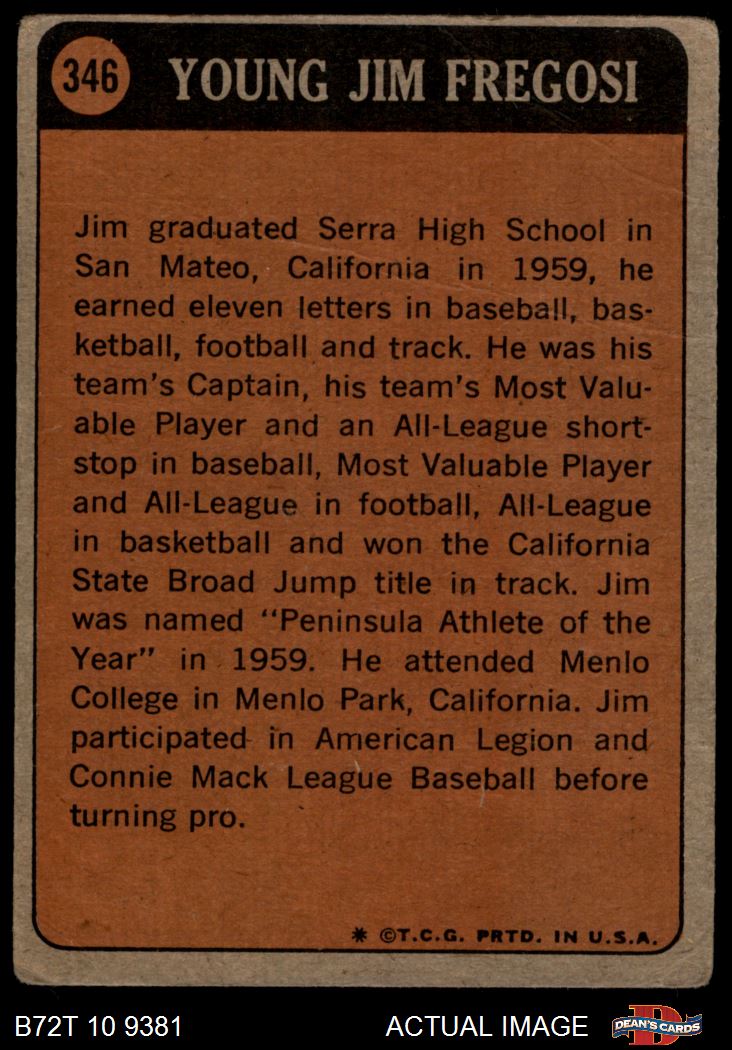 346 YOUNG JIM FREGOSI
Jim graduated Serra High School in
San Mateo, California in 1959, he
earned eleven letters in baseball, bas-
ketball, football and track. He was his
team's Captain, his team's Most Valu-
able Player and an All-League short-
stop in baseball, Most Valuable Player
and All-League in football, All-League
in basketball and won the California
State Broad Jump title in track. Jim
was named "Peninsula Athlete of the
Year" in 1959. He attended Menlo
College in Menlo Park, California. Jim
participated in American Legion and
Connie Mack League Baseball before
turning pro.
* ©T.C.G. PRTD. IN U.S.A.
B72T 10 9381 ACTUAL IMAGE D DEAN'S CARDS